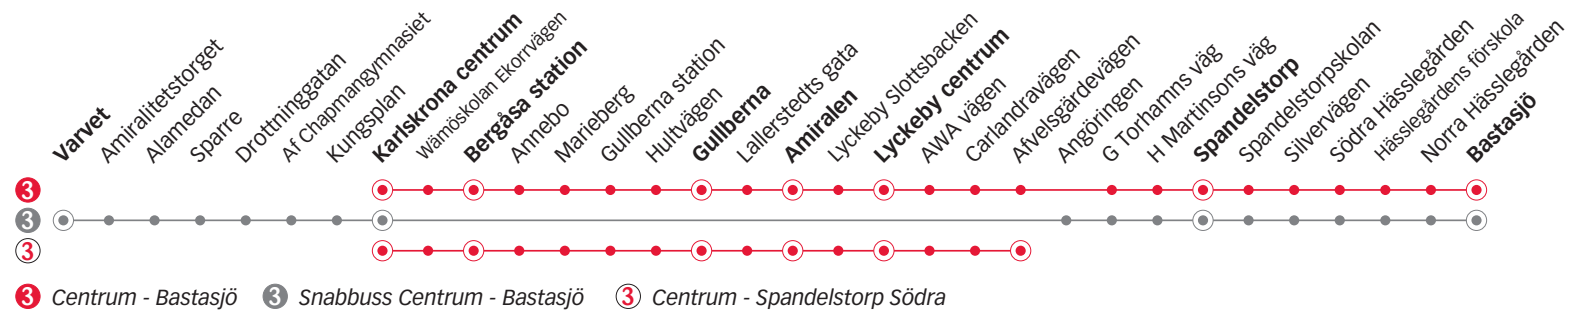 Varvet
Amiralitetstorget
Alamedan
Sparre
Drottninggatan
Af Chapmangymnasiet
Kungsplan
Karlskrona centrum
Wämöskolan Ekorrvägen
Bergåsa station
Annebo
Marieberg
Gullberna station
Hultvägen
Gullberna
Lallerstedts gata
Amiralen
Lyckeby Slottsbacken
Lyckeby centrum
AWA vägen
Carlandravägen
Afvelsgärdevägen
Angöringen
G Torhamns väg
H Martinsons väg
Spandelstorp
Spandelstorpskolan
Silvervägen
Södra Hässlegården
Hässlegårdens förskola
Norra Hässlegården
Bastasjö
3
3
3
3 Centrum - Bastasjö 3 Snabbuss Centrum - Bastasjö 3 Centrum - Spandelstorp Södra